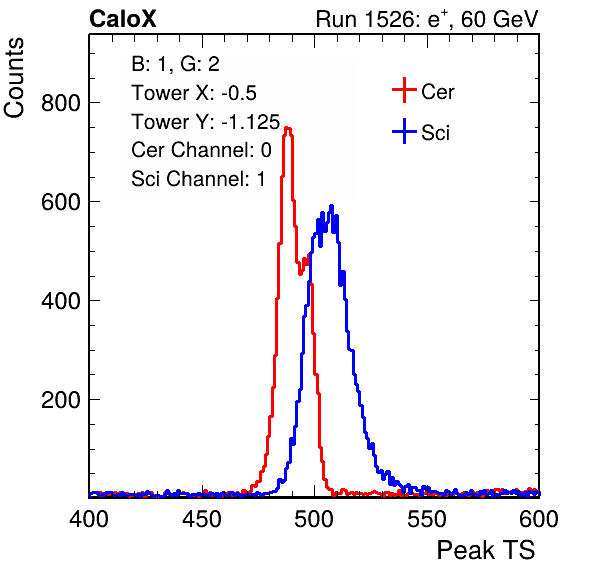 CaloX Run 1526: e+, 60 GeV
Counts
B: 1, G: 2
Tower X: -0.5
Tower Y: -1.125
Cer Channel: 0
Sci Channel: 1
Cer
Sci
800
600
400
200
400 450 500 550 600
Peak TS